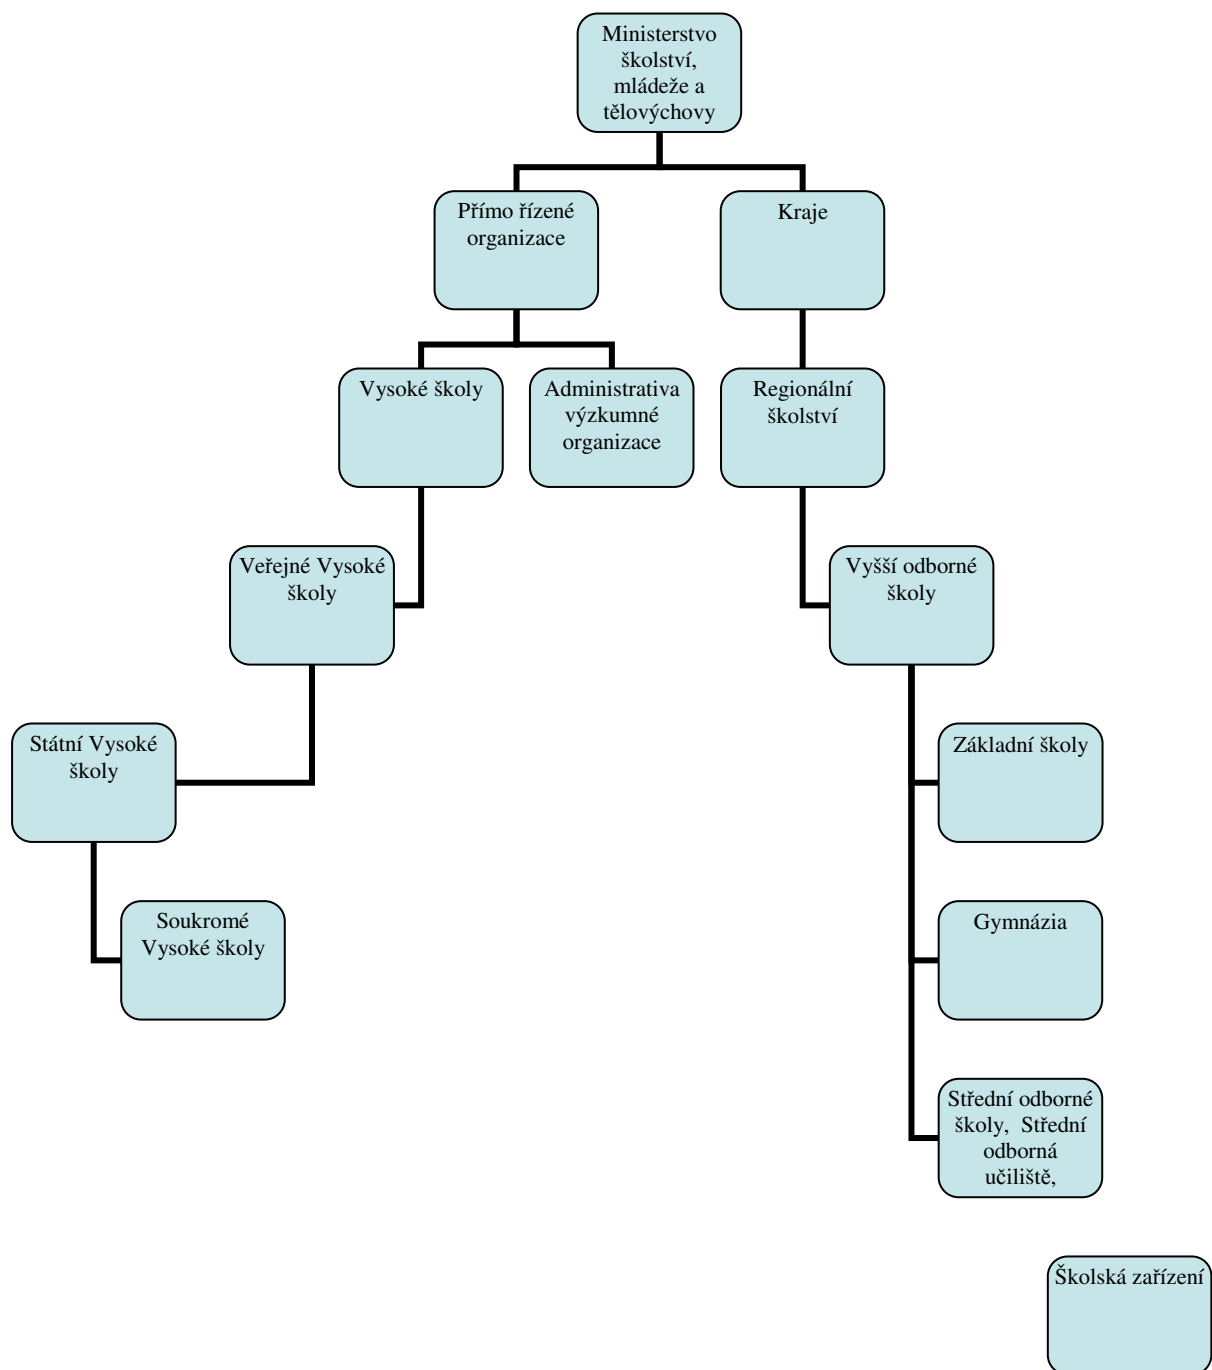 Ministerstvo
školství,
mládeže a
tělovýchovy
Přímo řízené
organizace
Kraje
Vysoké školy
Administrativa
výzkumné
organizace
Regionální
školství
Veřejné Vysoké
školy
Vyšší odborné
školy
Státní Vysoké
školy
Základní školy
Soukromé
Vysoké školy
Gymnázia
Střední odborné
školy,  Střední
odborná
učiliště,
Školská zařízení